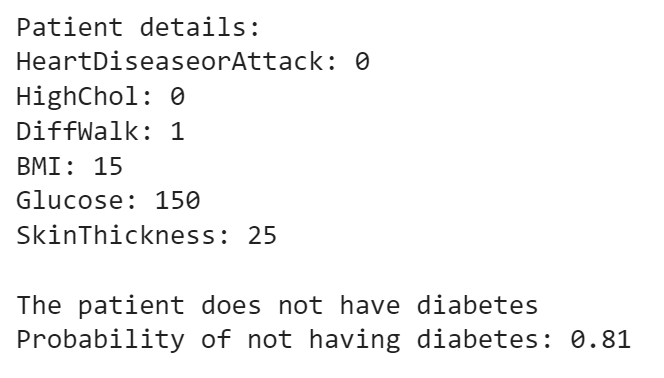 Patient details:
HeartDiseaseorAttack: 0
HighChol: 0
DiffWalk: 1
BMI: 15
Glucose: 150
SkinThickness: 25
The patient does not have diabetes
Probability of not having diabetes: 0.81